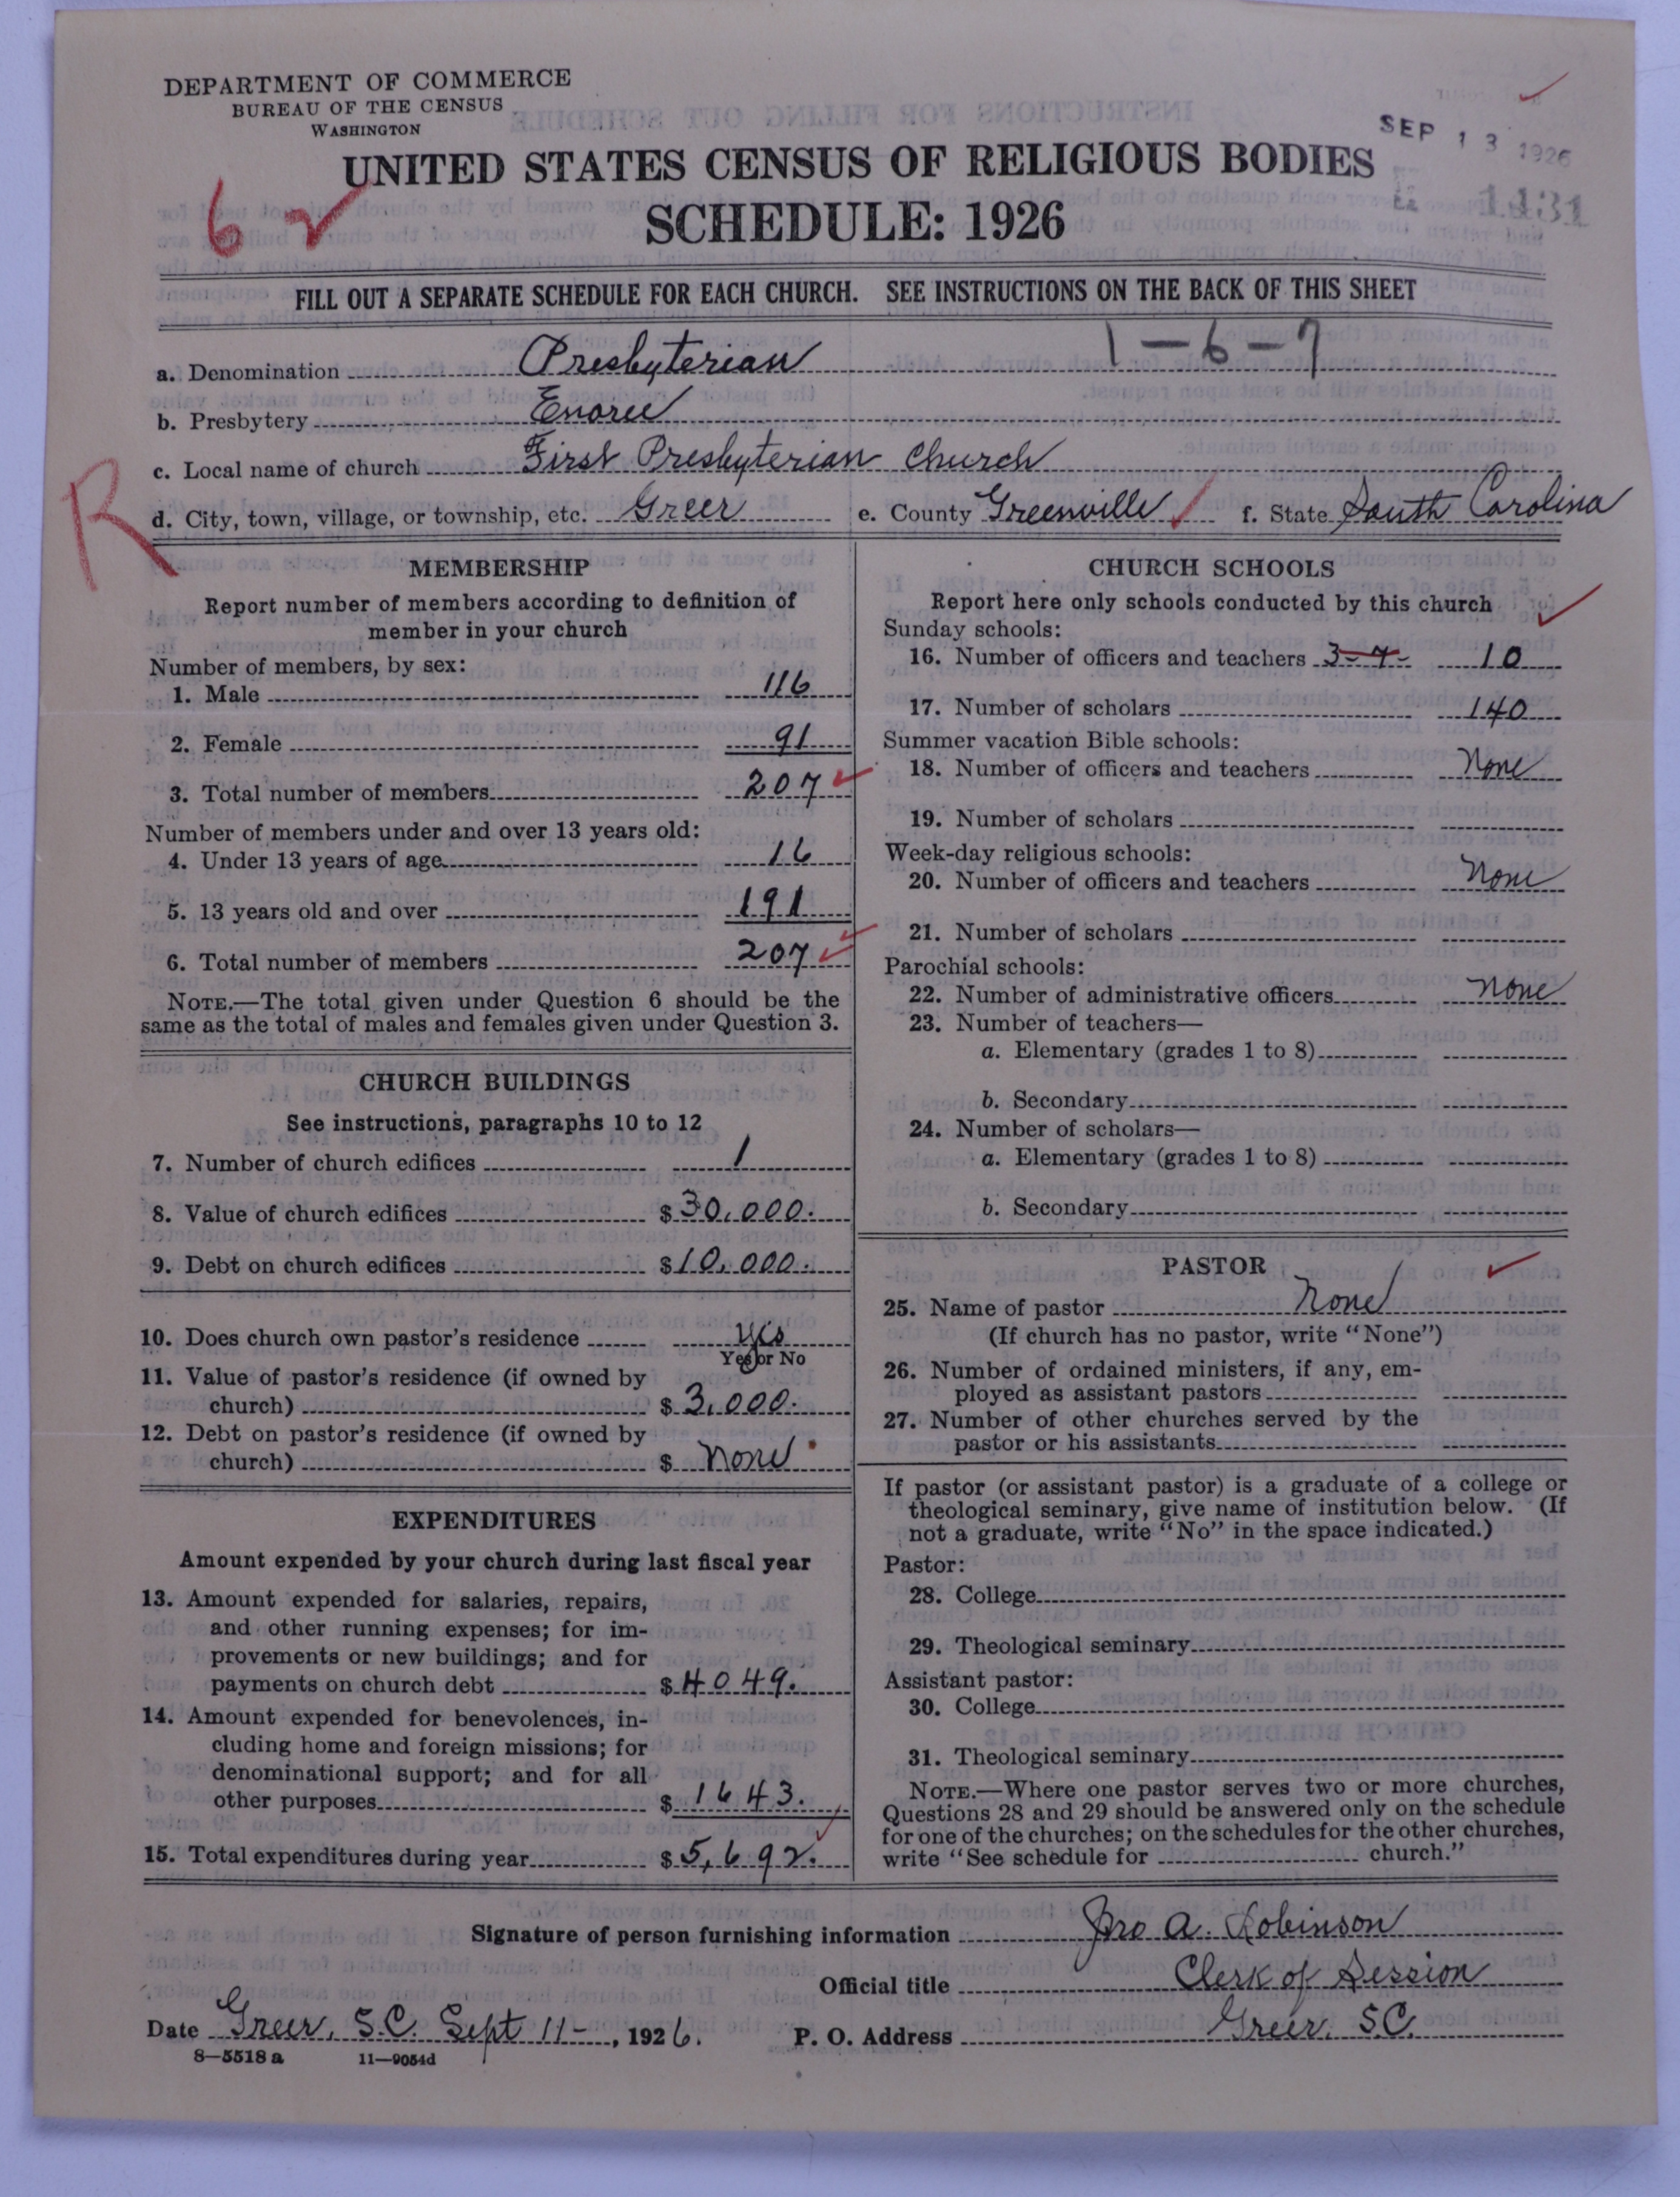 DEPARTMENT OF COMMERCE
BUREAU OF THE CENSUS
WASHINGTON
UNITED STATES CENSUS OF RELIGIOUS BODIES
SCHEDULE: 1926
SEP 13 1926
1431
6 2
FILL OUT A SEPARATE SCHEDULE FOR EACH CHURCH. SEE INSTRUCTIONS ON THE BACK OF THIS SHEET
1-6-7
a. Denomination Presbyterian
b. Presbytery Enoree
c. Local name of church First Presbyterian Church
R
d. City, town, village, or township, etc. Greer e. County Greenville f. State South Carolina
MEMBERSHIP
Report number of members according to definition of
member in your church
Number of members, by sex:
1. Male 116
2. Female 91
3. Total number of members 207
Number of members under and over 13 years old:
4. Under 13 years of age 16
5. 13 years old and over 191
6. Total number of members 207
NOTE.—The total given under Question 6 should be the
same as the total of males and females given under Question 3.
CHURCH BUILDINGS
See instructions, paragraphs 10 to 12
7. Number of church edifices 1
8. Value of church edifices $ 30,000.
9. Debt on church edifices $ 10,000.
10. Does church own pastor's residence yes
Yes or No
11. Value of pastor's residence (if owned by
church) $ 3,000.
12. Debt on pastor's residence (if owned by
church) $ None
EXPENDITURES
Amount expended by your church during last fiscal year
13. Amount expended for salaries, repairs,
and other running expenses; for im-
provements or new buildings; and for
payments on church debt $ 4049.
14. Amount expended for benevolences, in-
cluding home and foreign missions; for
denominational support; and for all
other purposes $ 1643.
15. Total expenditures during year $ 5,692.
CHURCH SCHOOLS
Report here only schools conducted by this church
Sunday schools:
16. Number of officers and teachers 3-7- 10
17. Number of scholars 140
Summer vacation Bible schools:
18. Number of officers and teachers None
19. Number of scholars
Week-day religious schools:
20. Number of officers and teachers None
21. Number of scholars
Parochial schools:
22. Number of administrative officers None
23. Number of teachers—
a. Elementary (grades 1 to 8)
b. Secondary
24. Number of scholars—
a. Elementary (grades 1 to 8)
b. Secondary
PASTOR
25. Name of pastor None
(If church has no pastor, write "None")
26. Number of ordained ministers, if any, em-
ployed as assistant pastors
27. Number of other churches served by the
pastor or his assistants
If pastor (or assistant pastor) is a graduate of a college or
theological seminary, give name of institution below. (If
not a graduate, write "No" in the space indicated.)
Pastor:
28. College
29. Theological seminary
Assistant pastor:
30. College
31. Theological seminary
NOTE.—Where one pastor serves two or more churches,
Questions 28 and 29 should be answered only on the schedule
for one of the churches; on the schedules for the other churches,
write "See schedule for church."
Signature of person furnishing information Jno A. Robinson
Official title Clerk of Session
Date Greer, S.C. Sept 11-, 1926. P. O. Address Greer, S.C.
8—5518 a 11—9054d